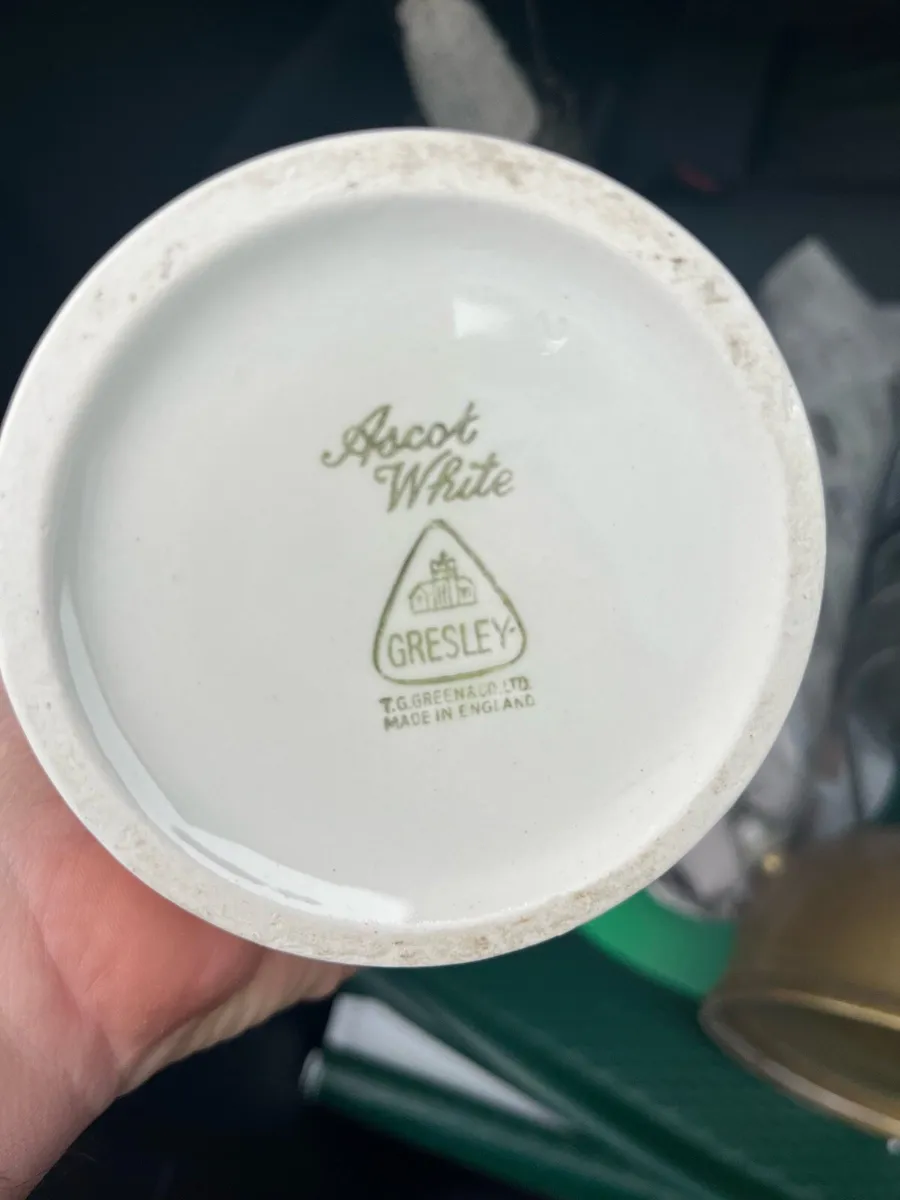 Ascot
White
GRESLEY
T.G.GREEN & CO. LTD.
MADE IN ENGLAND